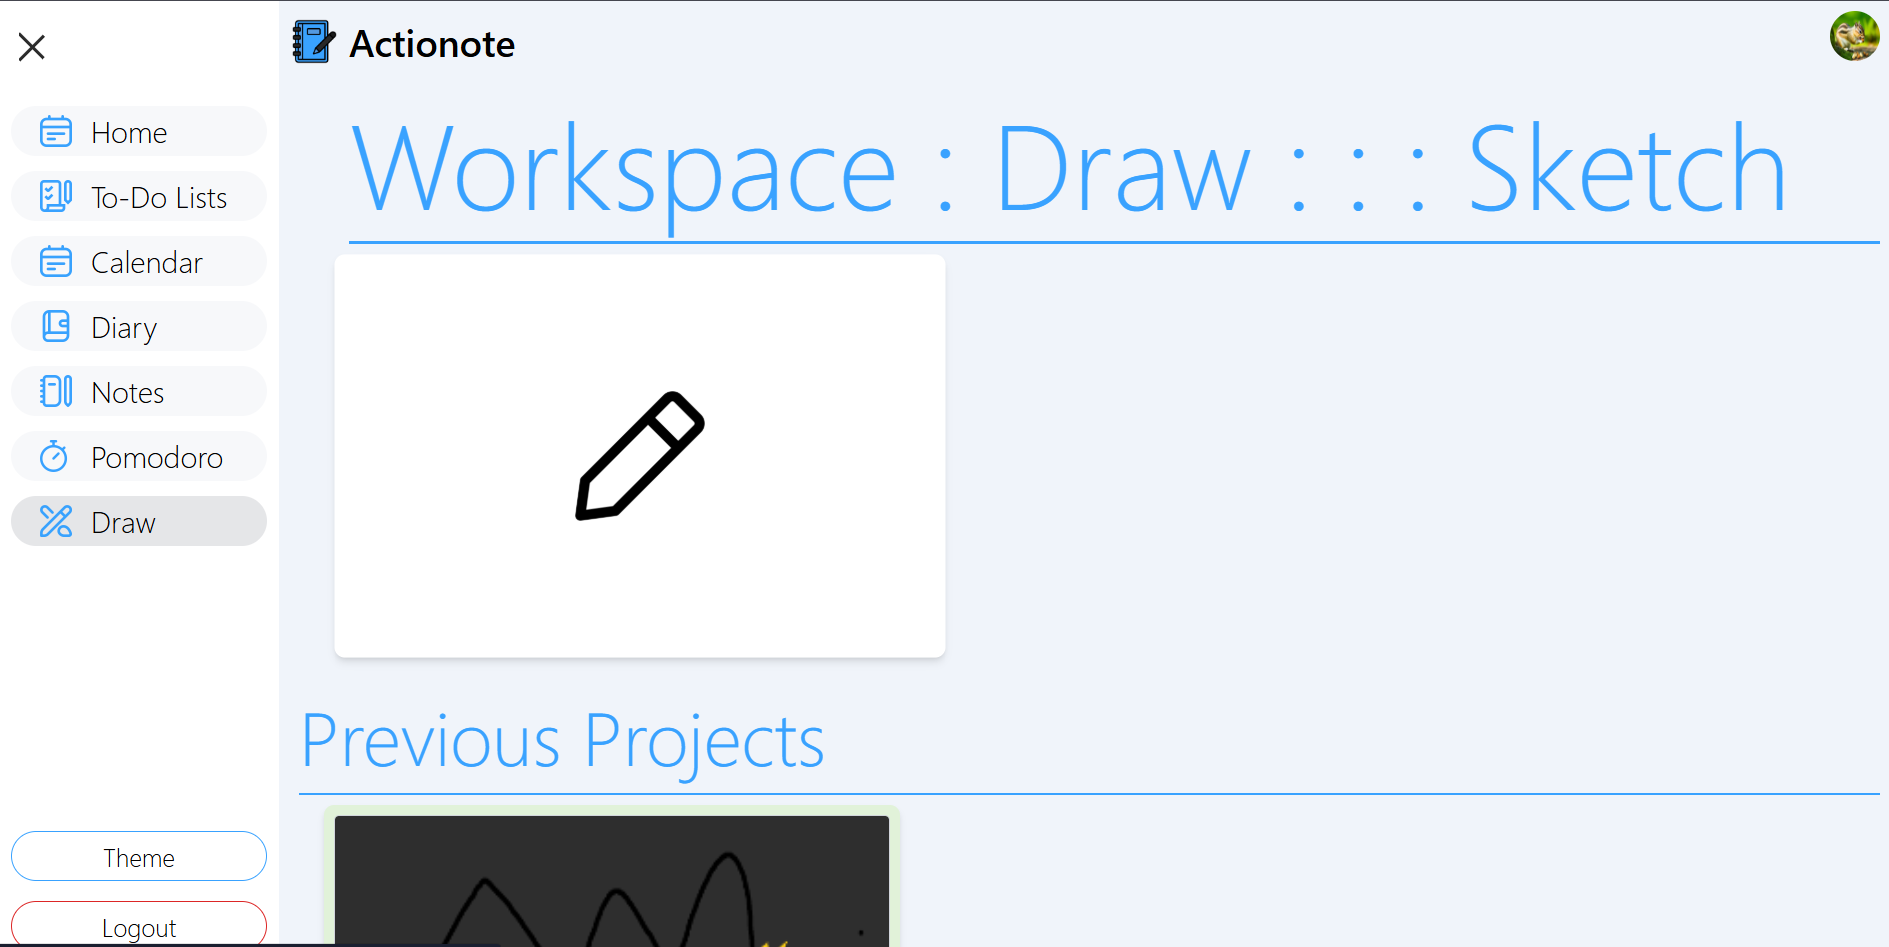 Actionote
Home
To-Do Lists
Calendar
Diary
Notes
Pomodoro
Draw
Theme
Logout
Workspace : Draw : : : Sketch
Previous Projects